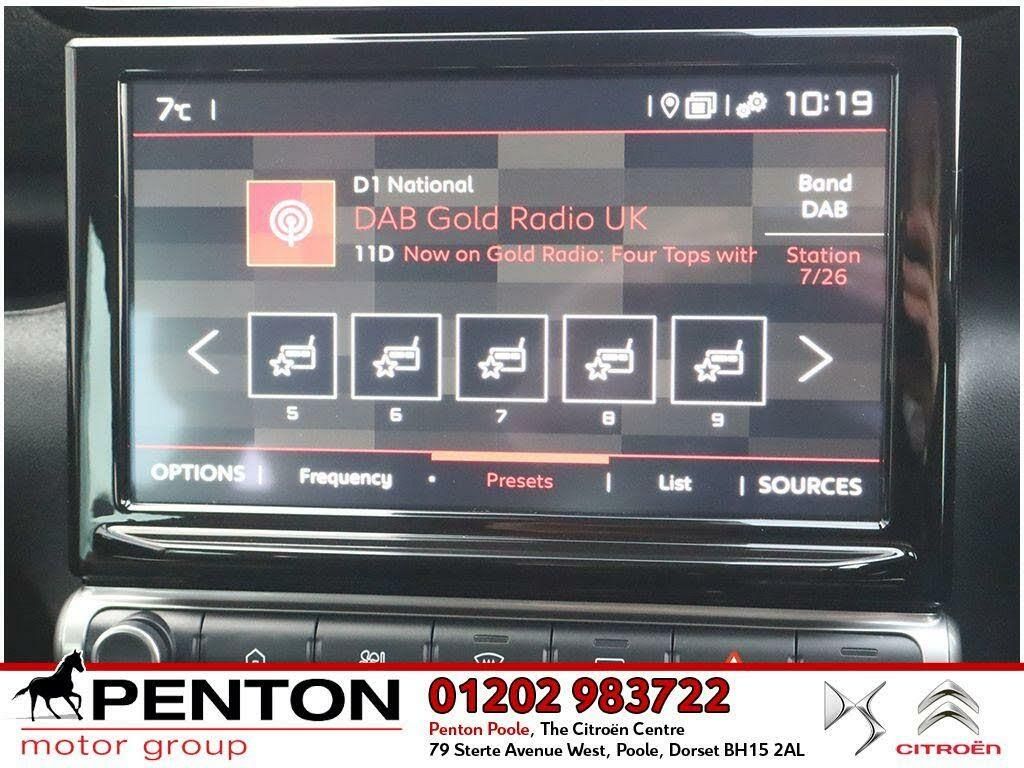 7°C
10:19
D1 National
DAB Gold Radio UK
11D Now on Gold Radio: Four Tops with
Band
DAB
Station
7/26
5 6 7 8 9
OPTIONS Frequency Presets List SOURCES
PENTON
motor group
01202 983722
Penton Poole, The Citroën Centre
79 Sterte Avenue West, Poole, Dorset BH15 2AL
CITROËN